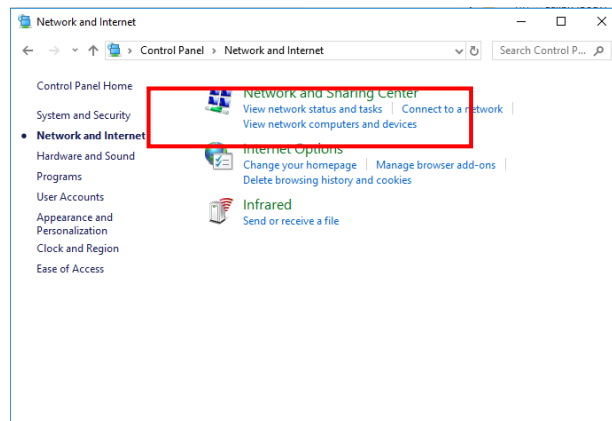 Network and Internet
Control Panel > Network and Internet
Search Control P...
Control Panel Home
System and Security
Network and Internet
Hardware and Sound
Programs
User Accounts
Appearance and
Personalization
Clock and Region
Ease of Access
Network and Sharing Center
View network status and tasks | Connect to a network
View network computers and devices
Internet Options
Change your homepage | Manage browser add-ons
Delete browsing history and cookies
Infrared
Send or receive a file